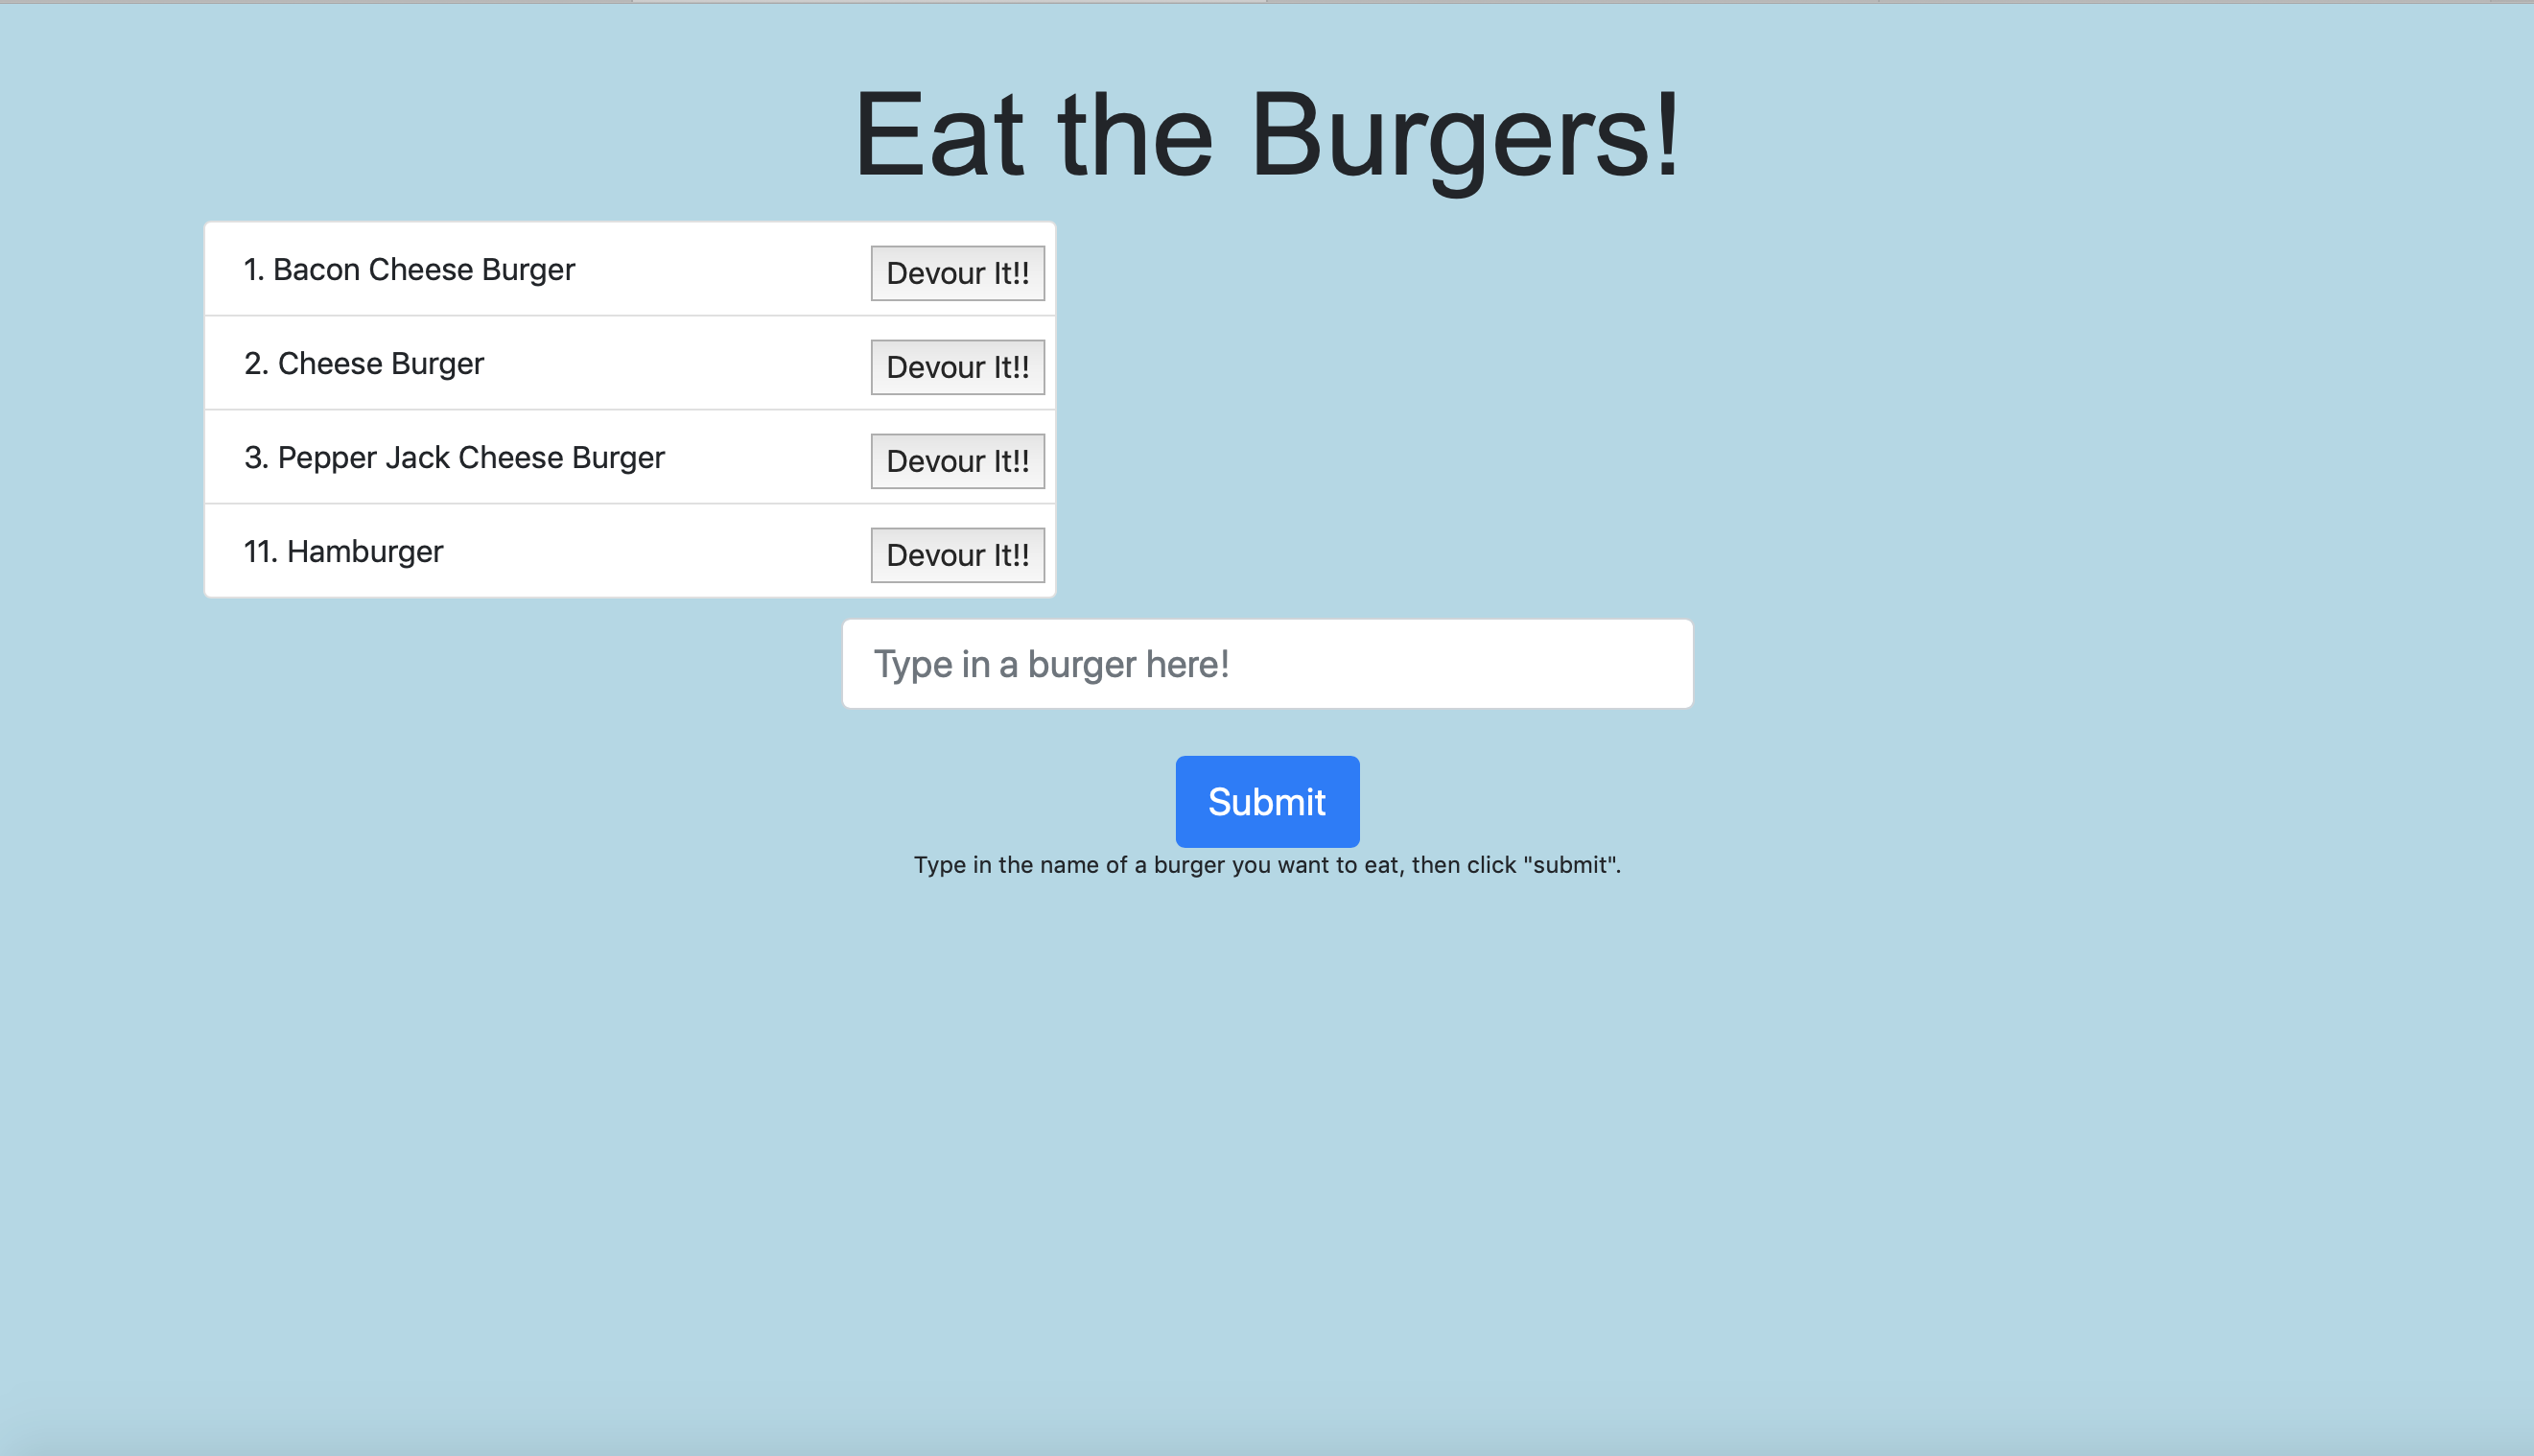 Eat the Burgers!
1. Bacon Cheese Burger Devour It!!
2. Cheese Burger Devour It!!
3. Pepper Jack Cheese Burger Devour It!!
11. Hamburger Devour It!!
Type in a burger here!
Submit
Type in the name of a burger you want to eat, then click "submit".